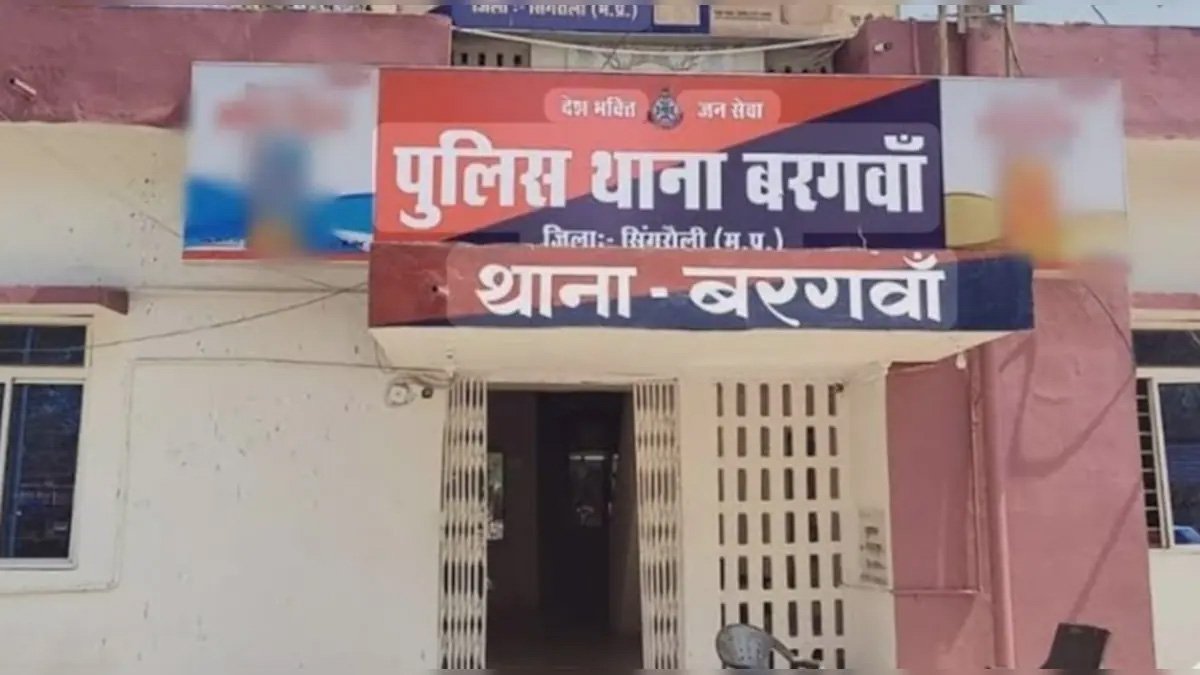 जिला :- सिंगरौली (म.प्र.)
देश भक्ति जन सेवा
पुलिस थाना बरगवाँ
जिला:- सिंगरौली (म.प्र.)
थाना - बरगवाँ